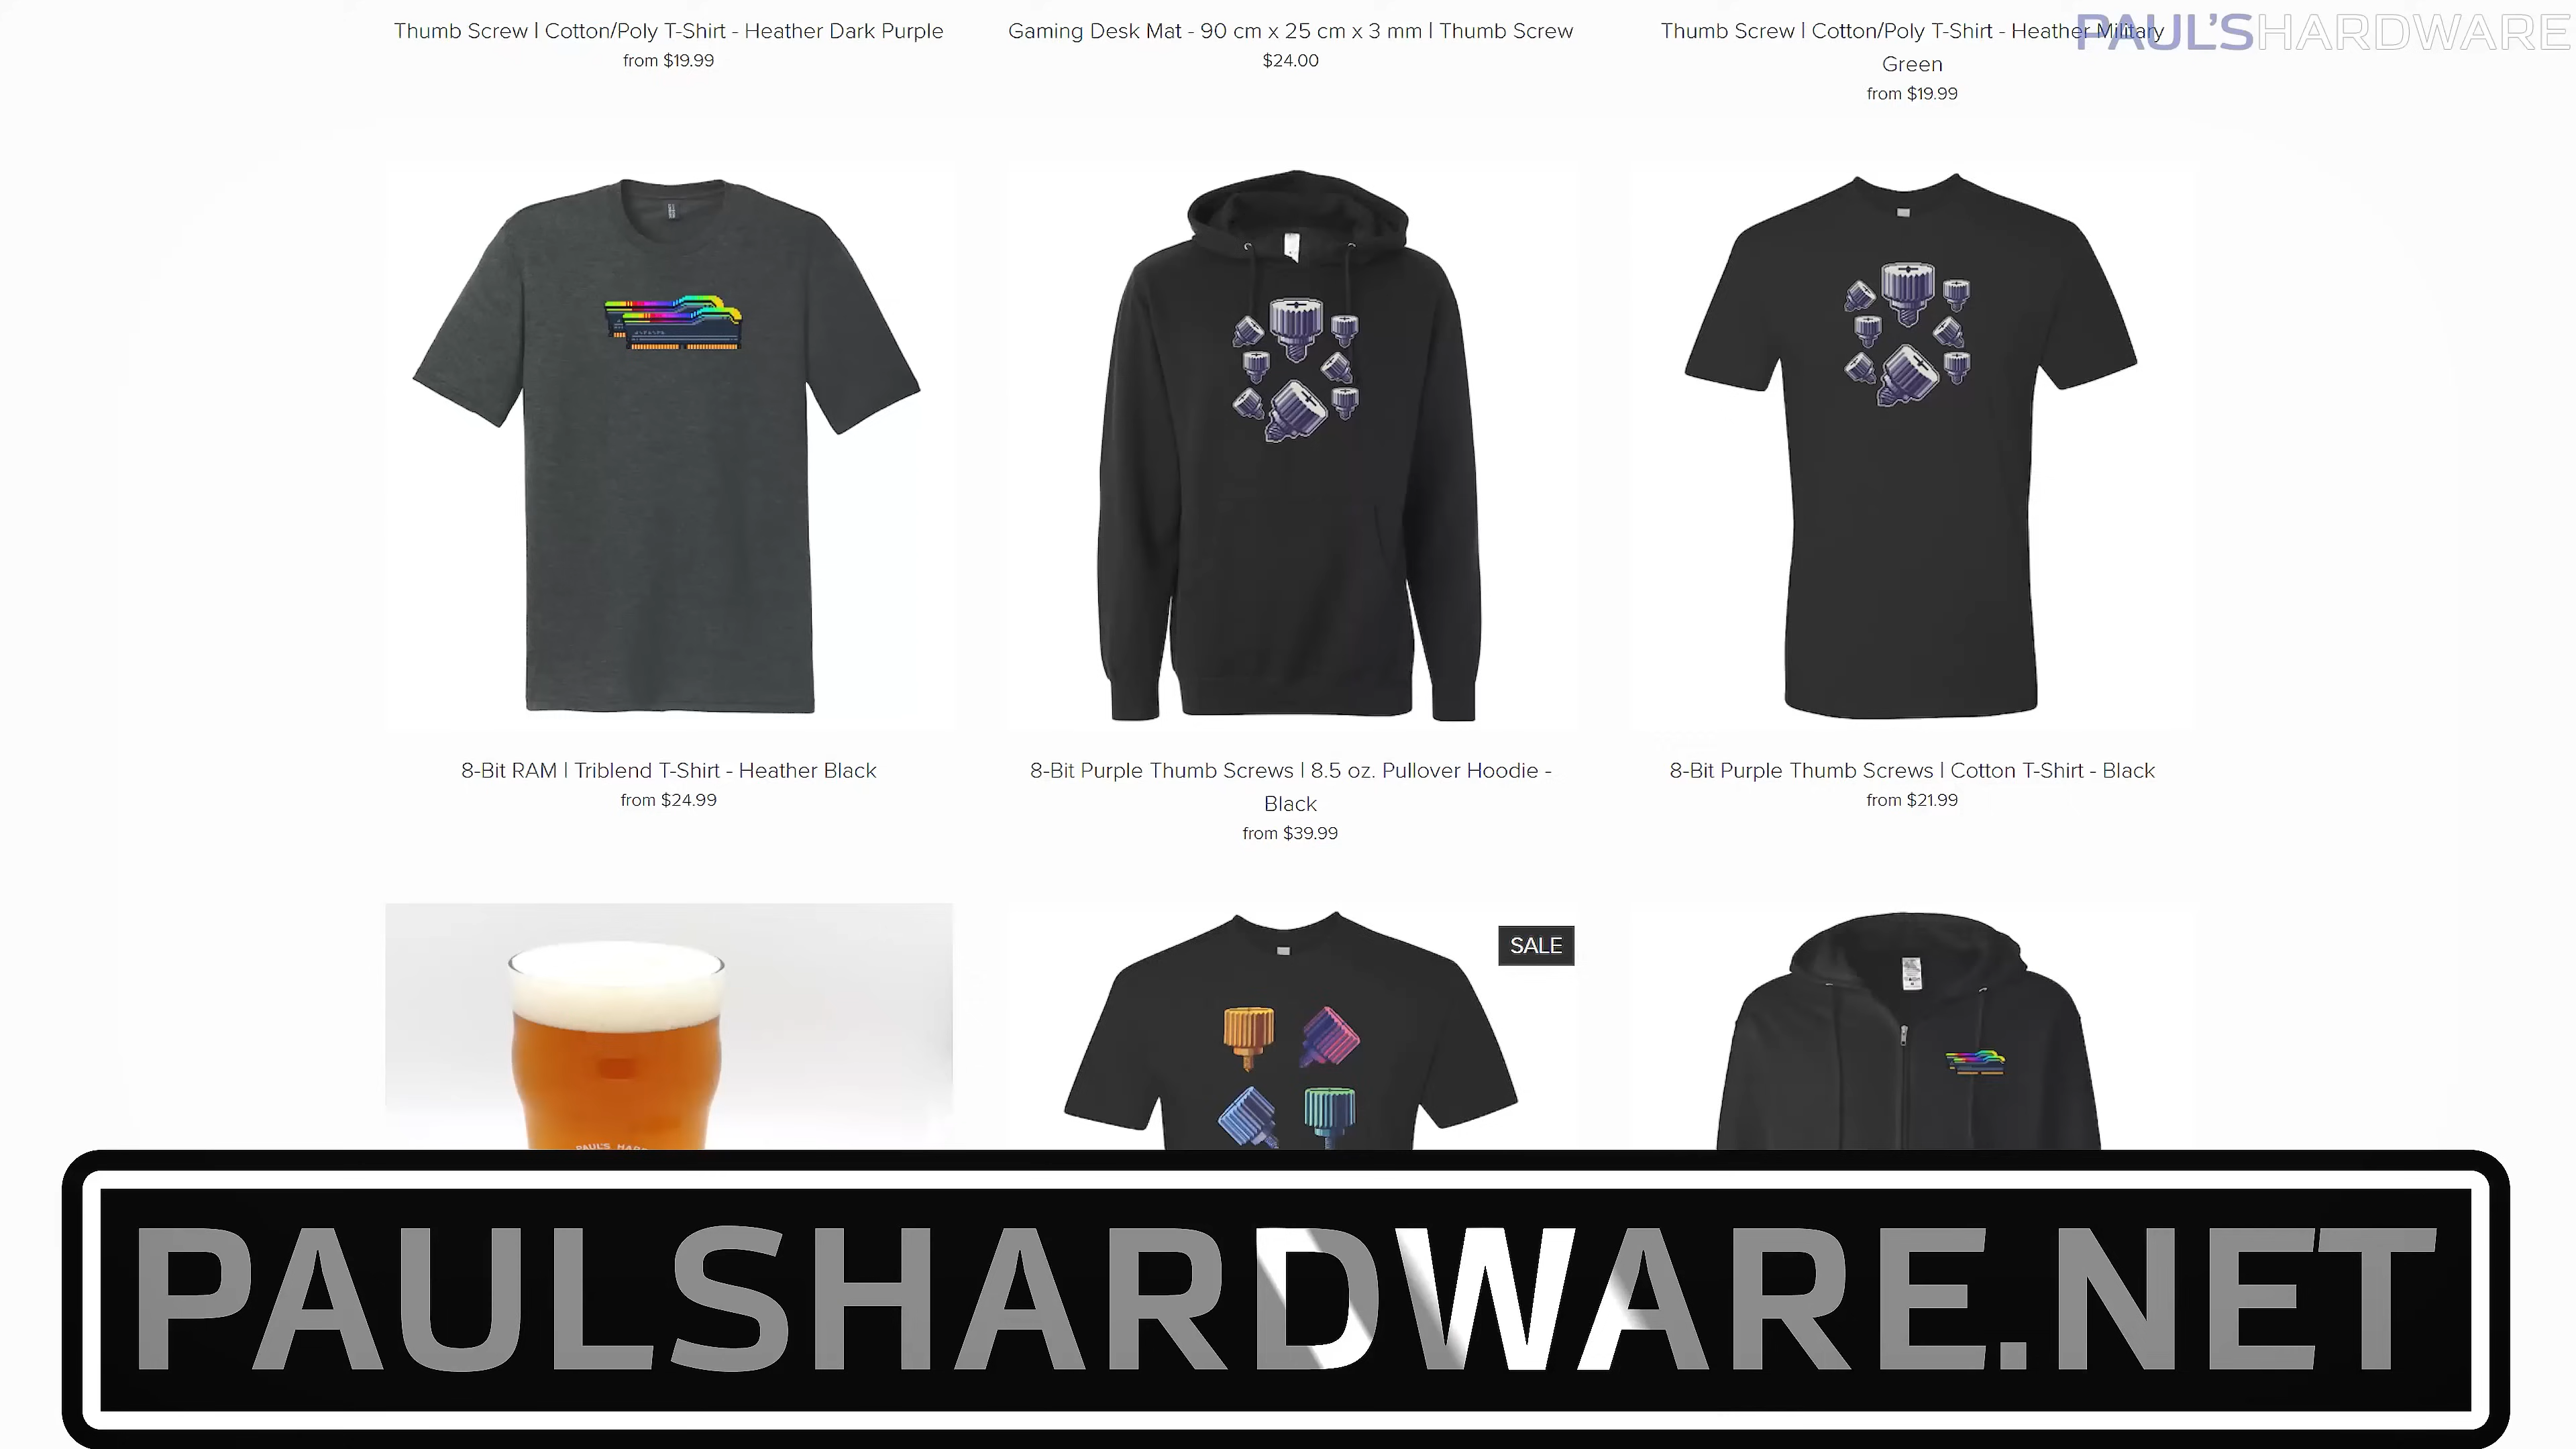 PAUL'SHARDWARE
Thumb Screw | Cotton/Poly T-Shirt - Heather Dark Purple
from $19.99
Gaming Desk Mat - 90 cm x 25 cm x 3 mm | Thumb Screw
$24.00
Thumb Screw | Cotton/Poly T-Shirt - Heather Military
Green
from $19.99
8-Bit RAM | Triblend T-Shirt - Heather Black
from $24.99
8-Bit Purple Thumb Screws | 8.5 oz. Pullover Hoodie -
Black
from $39.99
8-Bit Purple Thumb Screws | Cotton T-Shirt - Black
from $21.99
SALE
PAUL'S
PAULSHARDWARE.NET